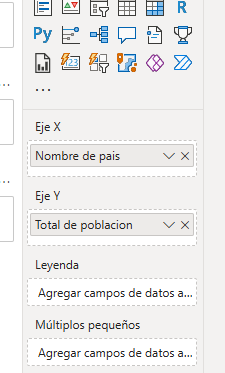 R
Py
123
...
Eje X
Nombre de pais
Eje Y
Total de poblacion
Leyenda
Agregar campos de datos a...
Múltiplos pequeños
Agregar campos de datos a...